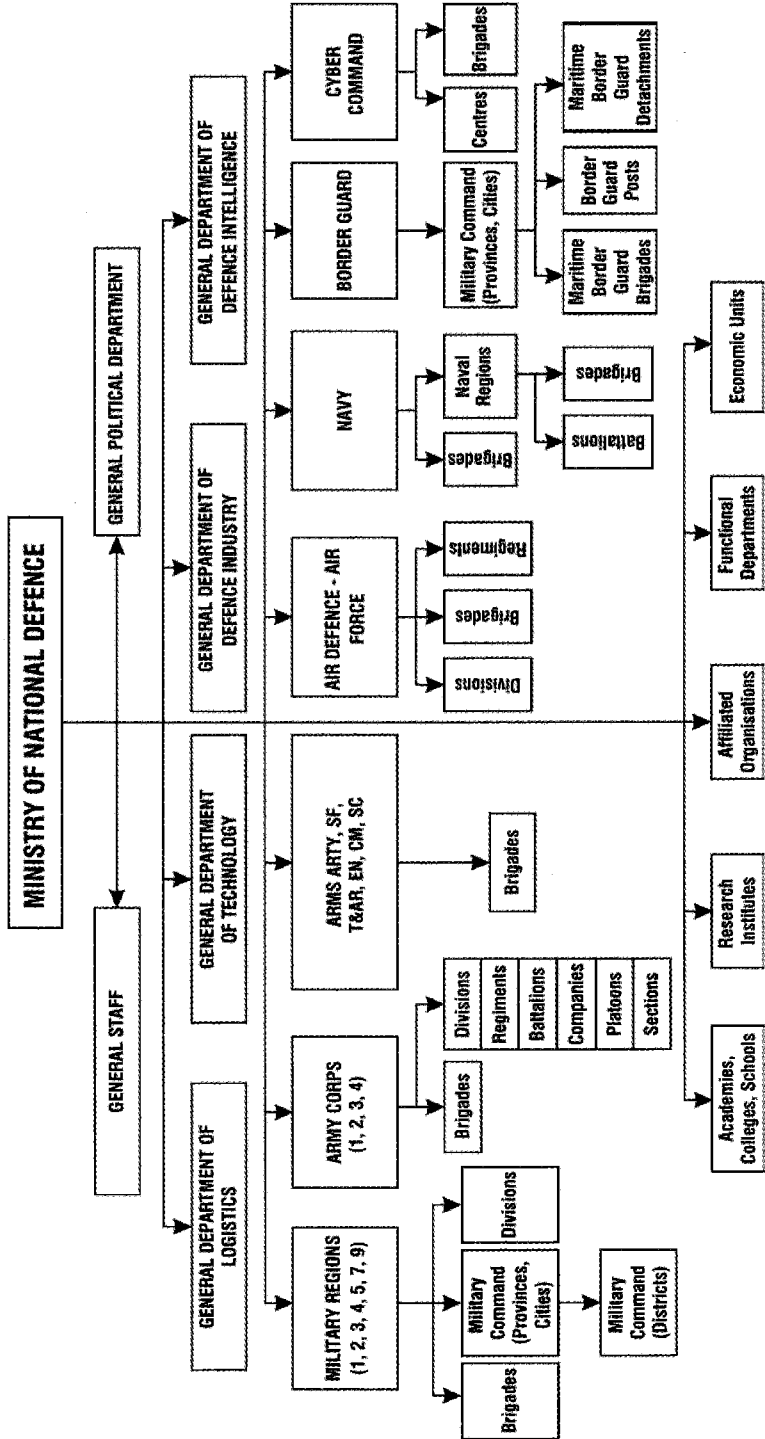 MINISTRY OF NATIONAL DEFENCE
GENERAL STAFF
GENERAL POLITICAL DEPARTMENT
GENERAL DEPARTMENT OF
LOGISTICS
GENERAL DEPARTMENT
OF TECHNOLOGY
GENERAL DEPARTMENT OF
DEFENCE INDUSTRY
GENERAL DEPARTMENT OF
DEFENCE INTELLIGENCE
MILITARY REGIONS
(1, 2, 3, 4, 5, 7, 9)
ARMY CORPS
(1, 2, 3, 4)
ARMS ARTY, SF,
T&AR, EN, CM, SC
AIR DEFENCE - AIR
FORCE
NAVY
BORDER GUARD
CYBER
COMMAND
Brigades
Military
Command
(Provinces,
Cities)
Divisions
Military
Command
(Districts)
Brigades
Divisions
Regiments
Battalions
Companies
Platoons
Sections
Brigades
Divisions
Brigades
Regiments
Brigades
Naval
Regions
Battalions
Brigades
Military Command
(Provinces, Cities)
Maritime
Border
Guard
Brigades
Border
Guard
Posts
Maritime
Border
Guard
Detachments
Centres
Brigades
Academies,
Colleges, Schools
Research
Institutes
Affiliated
Organisations
Functional
Departments
Economic Units